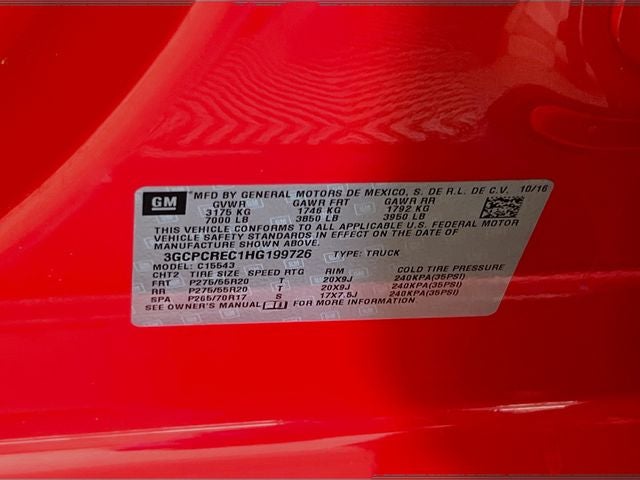 GM MFD BY GENERAL MOTORS DE MEXICO, S. DE R.L. DE C.V. 10/16
GVWR GAWR FRT GAWR RR
3175 KG 1746 KG 1792 KG
7000 LB 3850 LB 3950 LB
THIS VEHICLE CONFORMS TO ALL APPLICABLE U.S. FEDERAL MOTOR
VEHICLE SAFETY STANDARDS IN EFFECT ON THE DATE OF
MANUFACTURE SHOWN ABOVE.
3GCPCREC1HG199726 TYPE: TRUCK
MODEL: C15543
CHT2 TIRE SIZE SPEED RTG RIM COLD TIRE PRESSURE
FRT P275/55R20 T 20X9J 240KPA(35PSI)
RR P275/55R20 T 20X9J 240KPA(35PSI)
SPA P265/70R17 S 17X7.5J 240KPA(35PSI)
SEE OWNER'S MANUAL FOR MORE INFORMATION.